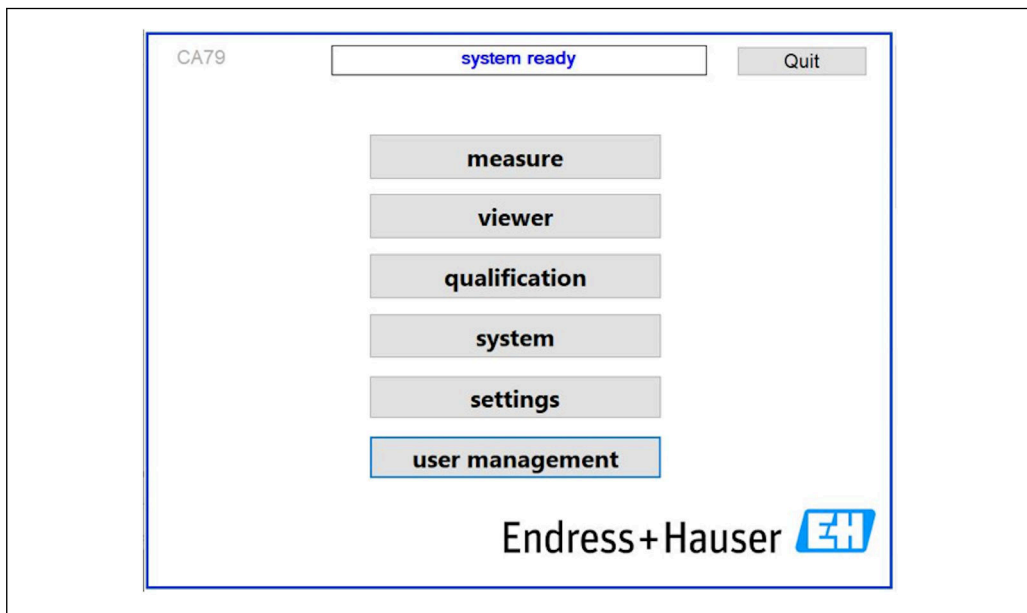 CA79
system ready
Quit
measure
viewer
qualification
system
settings
user management
Endress+Hauser EH